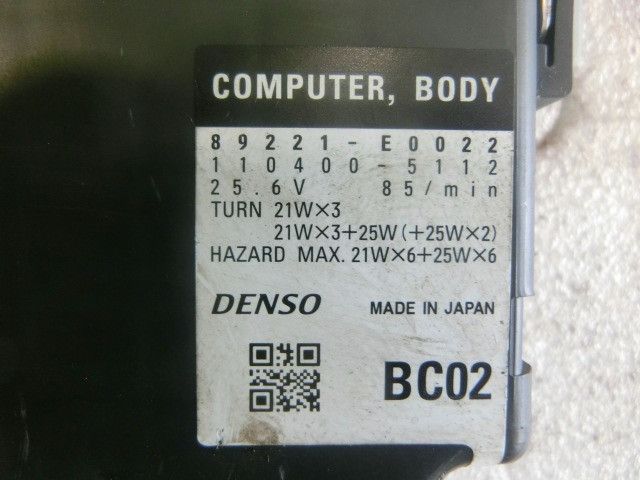 COMPUTER, BODY
89221-E0022
110400-5112
25.6V 85/min
TURN 21W×3
21W×3+25W (+25W×2)
HAZARD MAX. 21W×6+25W×6
DENSO MADE IN JAPAN
BC02